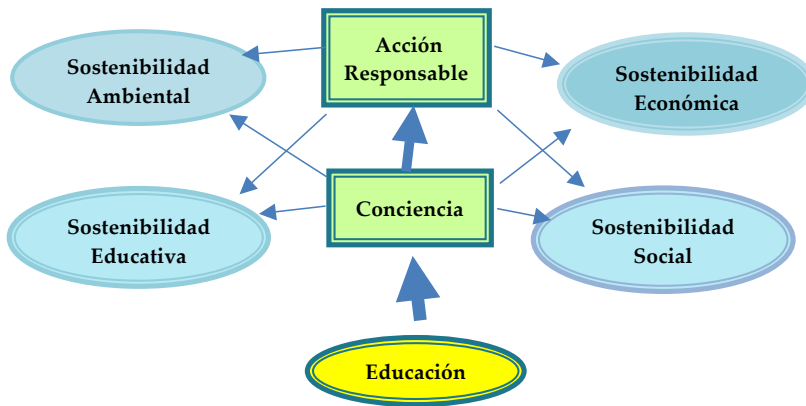 Sostenibilidad
Ambiental
Acción
Responsable
Sostenibilidad
Económica
Sostenibilidad
Educativa
Conciencia
Sostenibilidad
Social
Educación